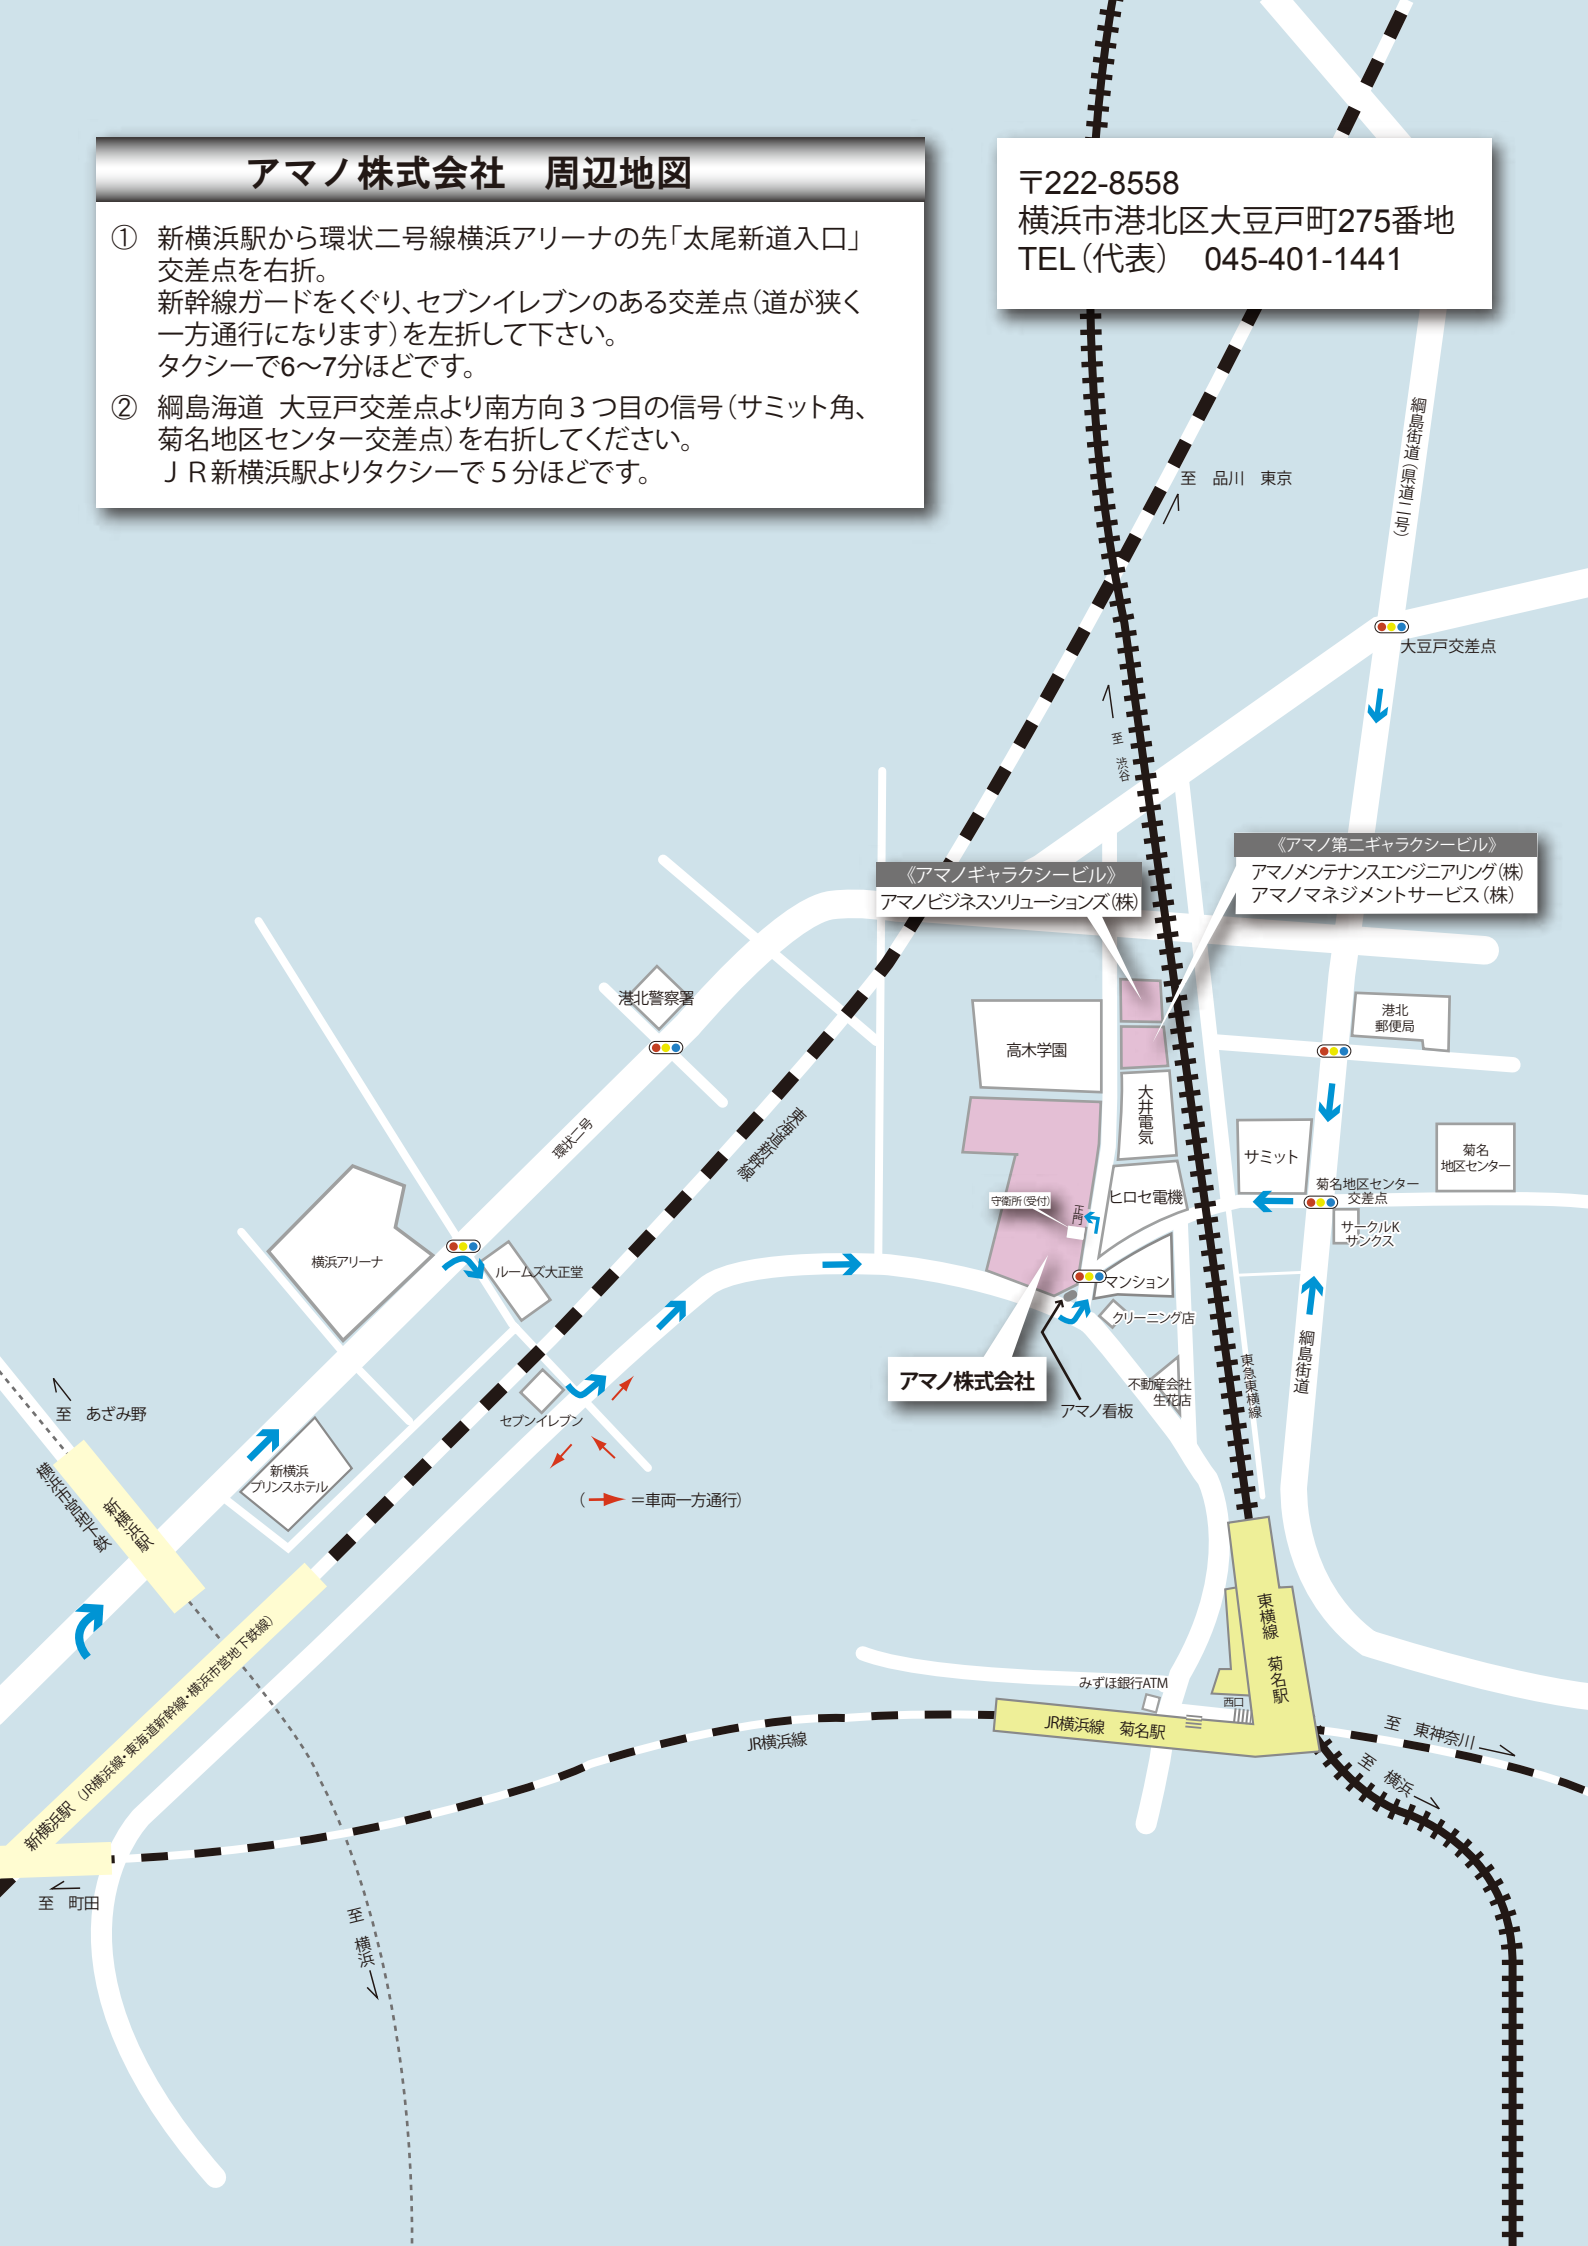 アマノ株式会社　周辺地図
① 新横浜駅から環状二号線横浜アリーナの先「太尾新道入口」
交差点を右折。
新幹線ガードをくぐり、セブンイレブンのある交差点（道が狭く
一方通行になります）を左折して下さい。
タクシーで6〜7分ほどです。
② 綱島海道 大豆戸交差点より南方向３つ目の信号（サミット角、
菊名地区センター交差点）を右折してください。
ＪＲ新横浜駅よりタクシーで５分ほどです。
〒222-8558
横浜市港北区大豆戸町275番地
TEL（代表）　045-401-1441
綱島街道（県道二号）
至　品川　東京
大豆戸交差点
至　渋谷
《アマノ第二ギャラクシービル》
アマノメンテナンスエンジニアリング（株）
アマノマネジメントサービス（株）
《アマノギャラクシービル》
アマノビジネスソリューションズ（株）
港北警察署
港北
郵便局
高木学園
大井電気
環状二号
東海道新幹線
サミット
菊名
地区センター
菊名地区センター
交差点
サークルK
サンクス
守衛所（受付）
正門
ヒロセ電機
横浜アリーナ
ルームズ大正堂
マンション
クリーニング店
綱島街道
東急東横線
アマノ株式会社
不動産会社
生花店
アマノ看板
至　あざみ野
セブンイレブン
新横浜
プリンスホテル
（　＝車両一方通行）
横浜市営地下鉄
新横浜駅
新横浜駅（JR横浜線・東海道新幹線・横浜市営地下鉄線）
東横線　菊名駅
みずほ銀行ATM
西口
JR横浜線　菊名駅
JR横浜線
至　東神奈川
至　横浜
至　町田
至　横浜